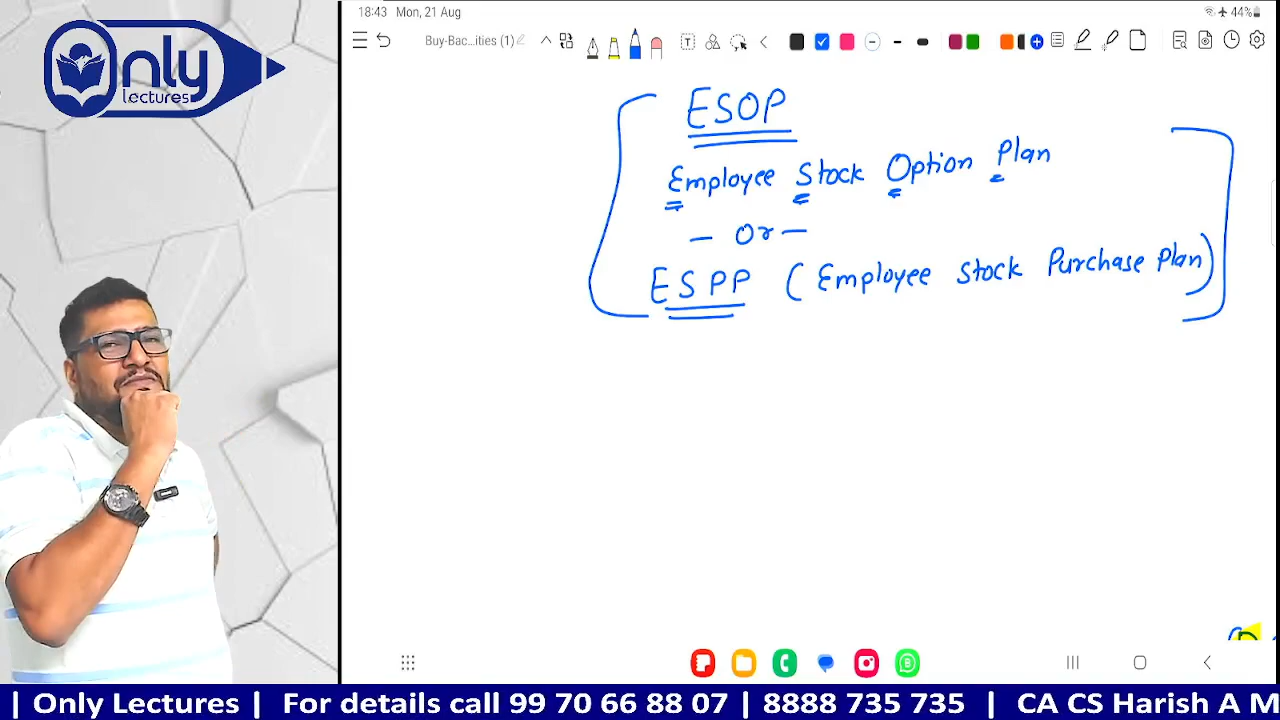 18:43 Mon, 21 Aug
44%
Only
Lectures
Buy-Bac...ities (1)
ESOP
Employee Stock Option Plan
— Or —
ESPP (Employee Stock Purchase Plan)
| Only Lectures | For details call 99 70 66 88 07 | 8888 735 735 | CA CS Harish A M